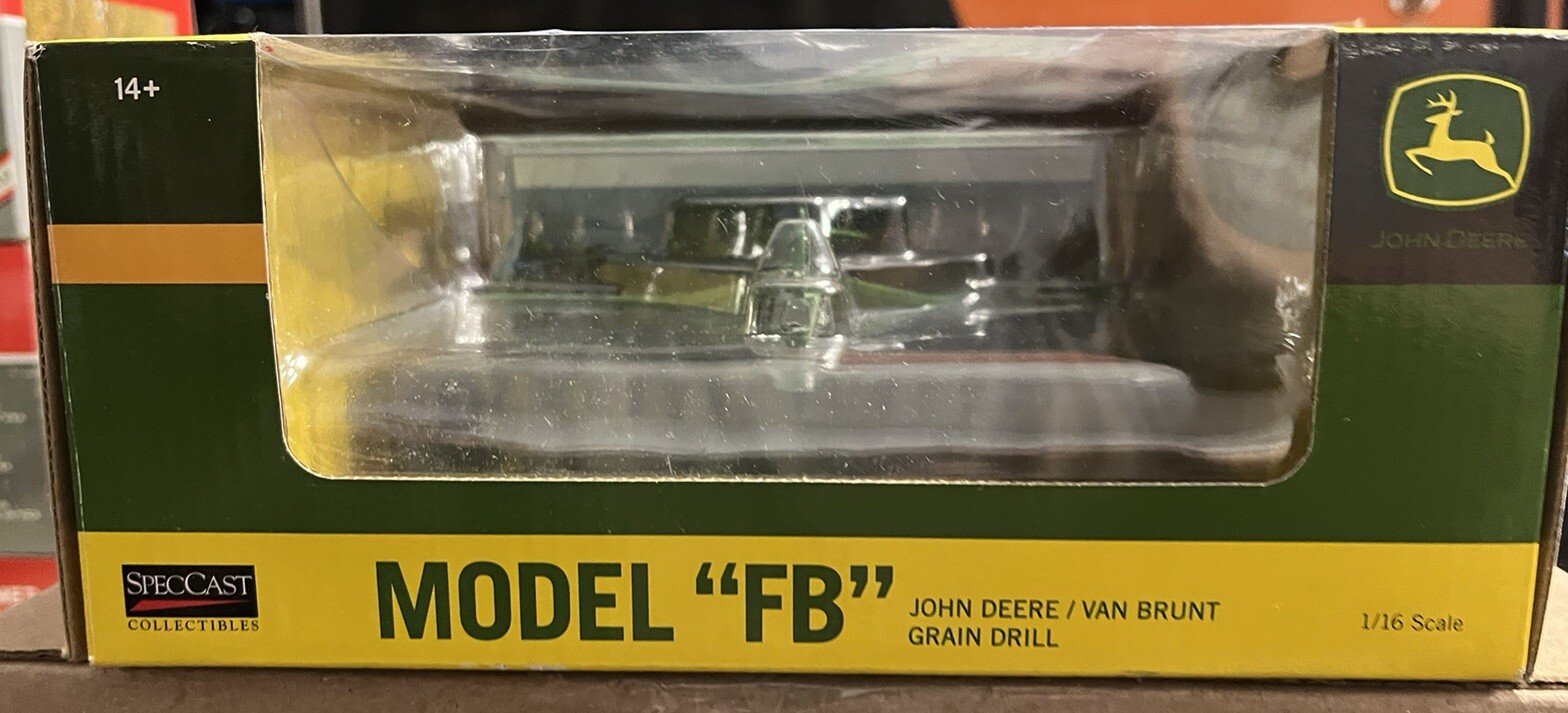 14+
JOHN DEERE
SPECCAST
COLLECTIBLES
MODEL “FB”
JOHN DEERE / VAN BRUNT
GRAIN DRILL
1/16 Scale